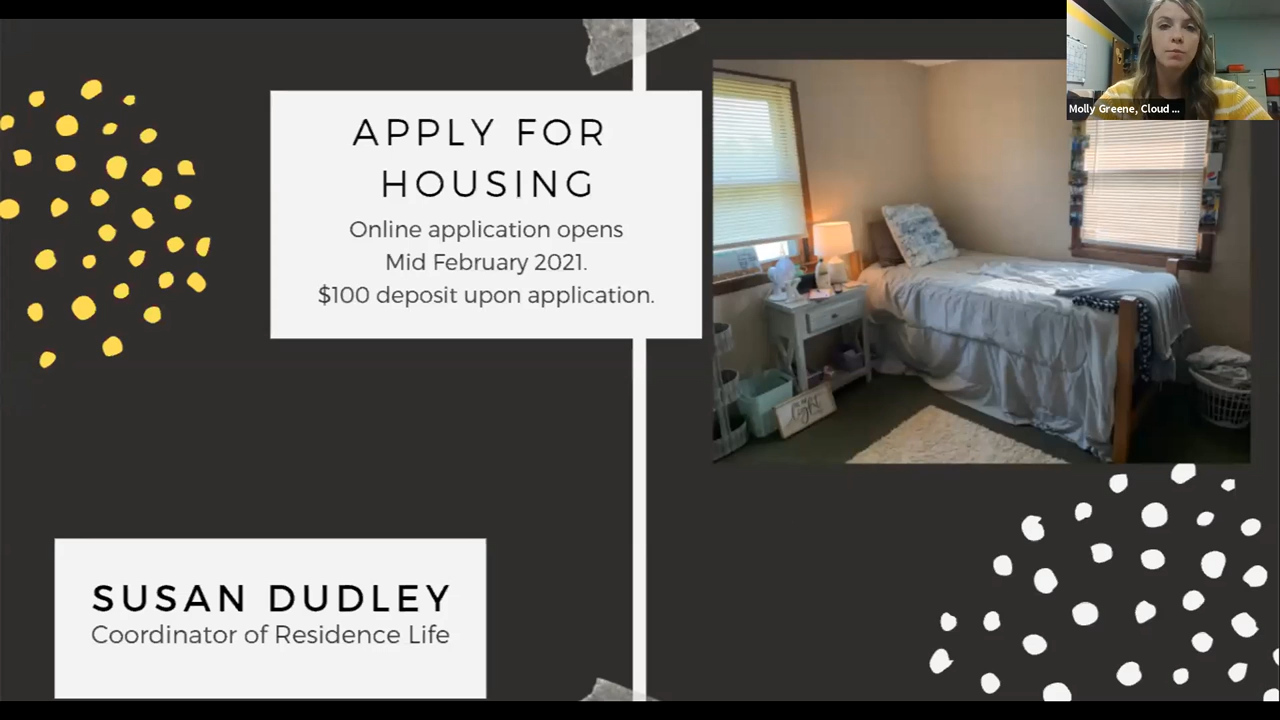 Molly Greene, Cloud ...
APPLY FOR
HOUSING
Online application opens
Mid February 2021.
$100 deposit upon application.
SUSAN DUDLEY
Coordinator of Residence Life